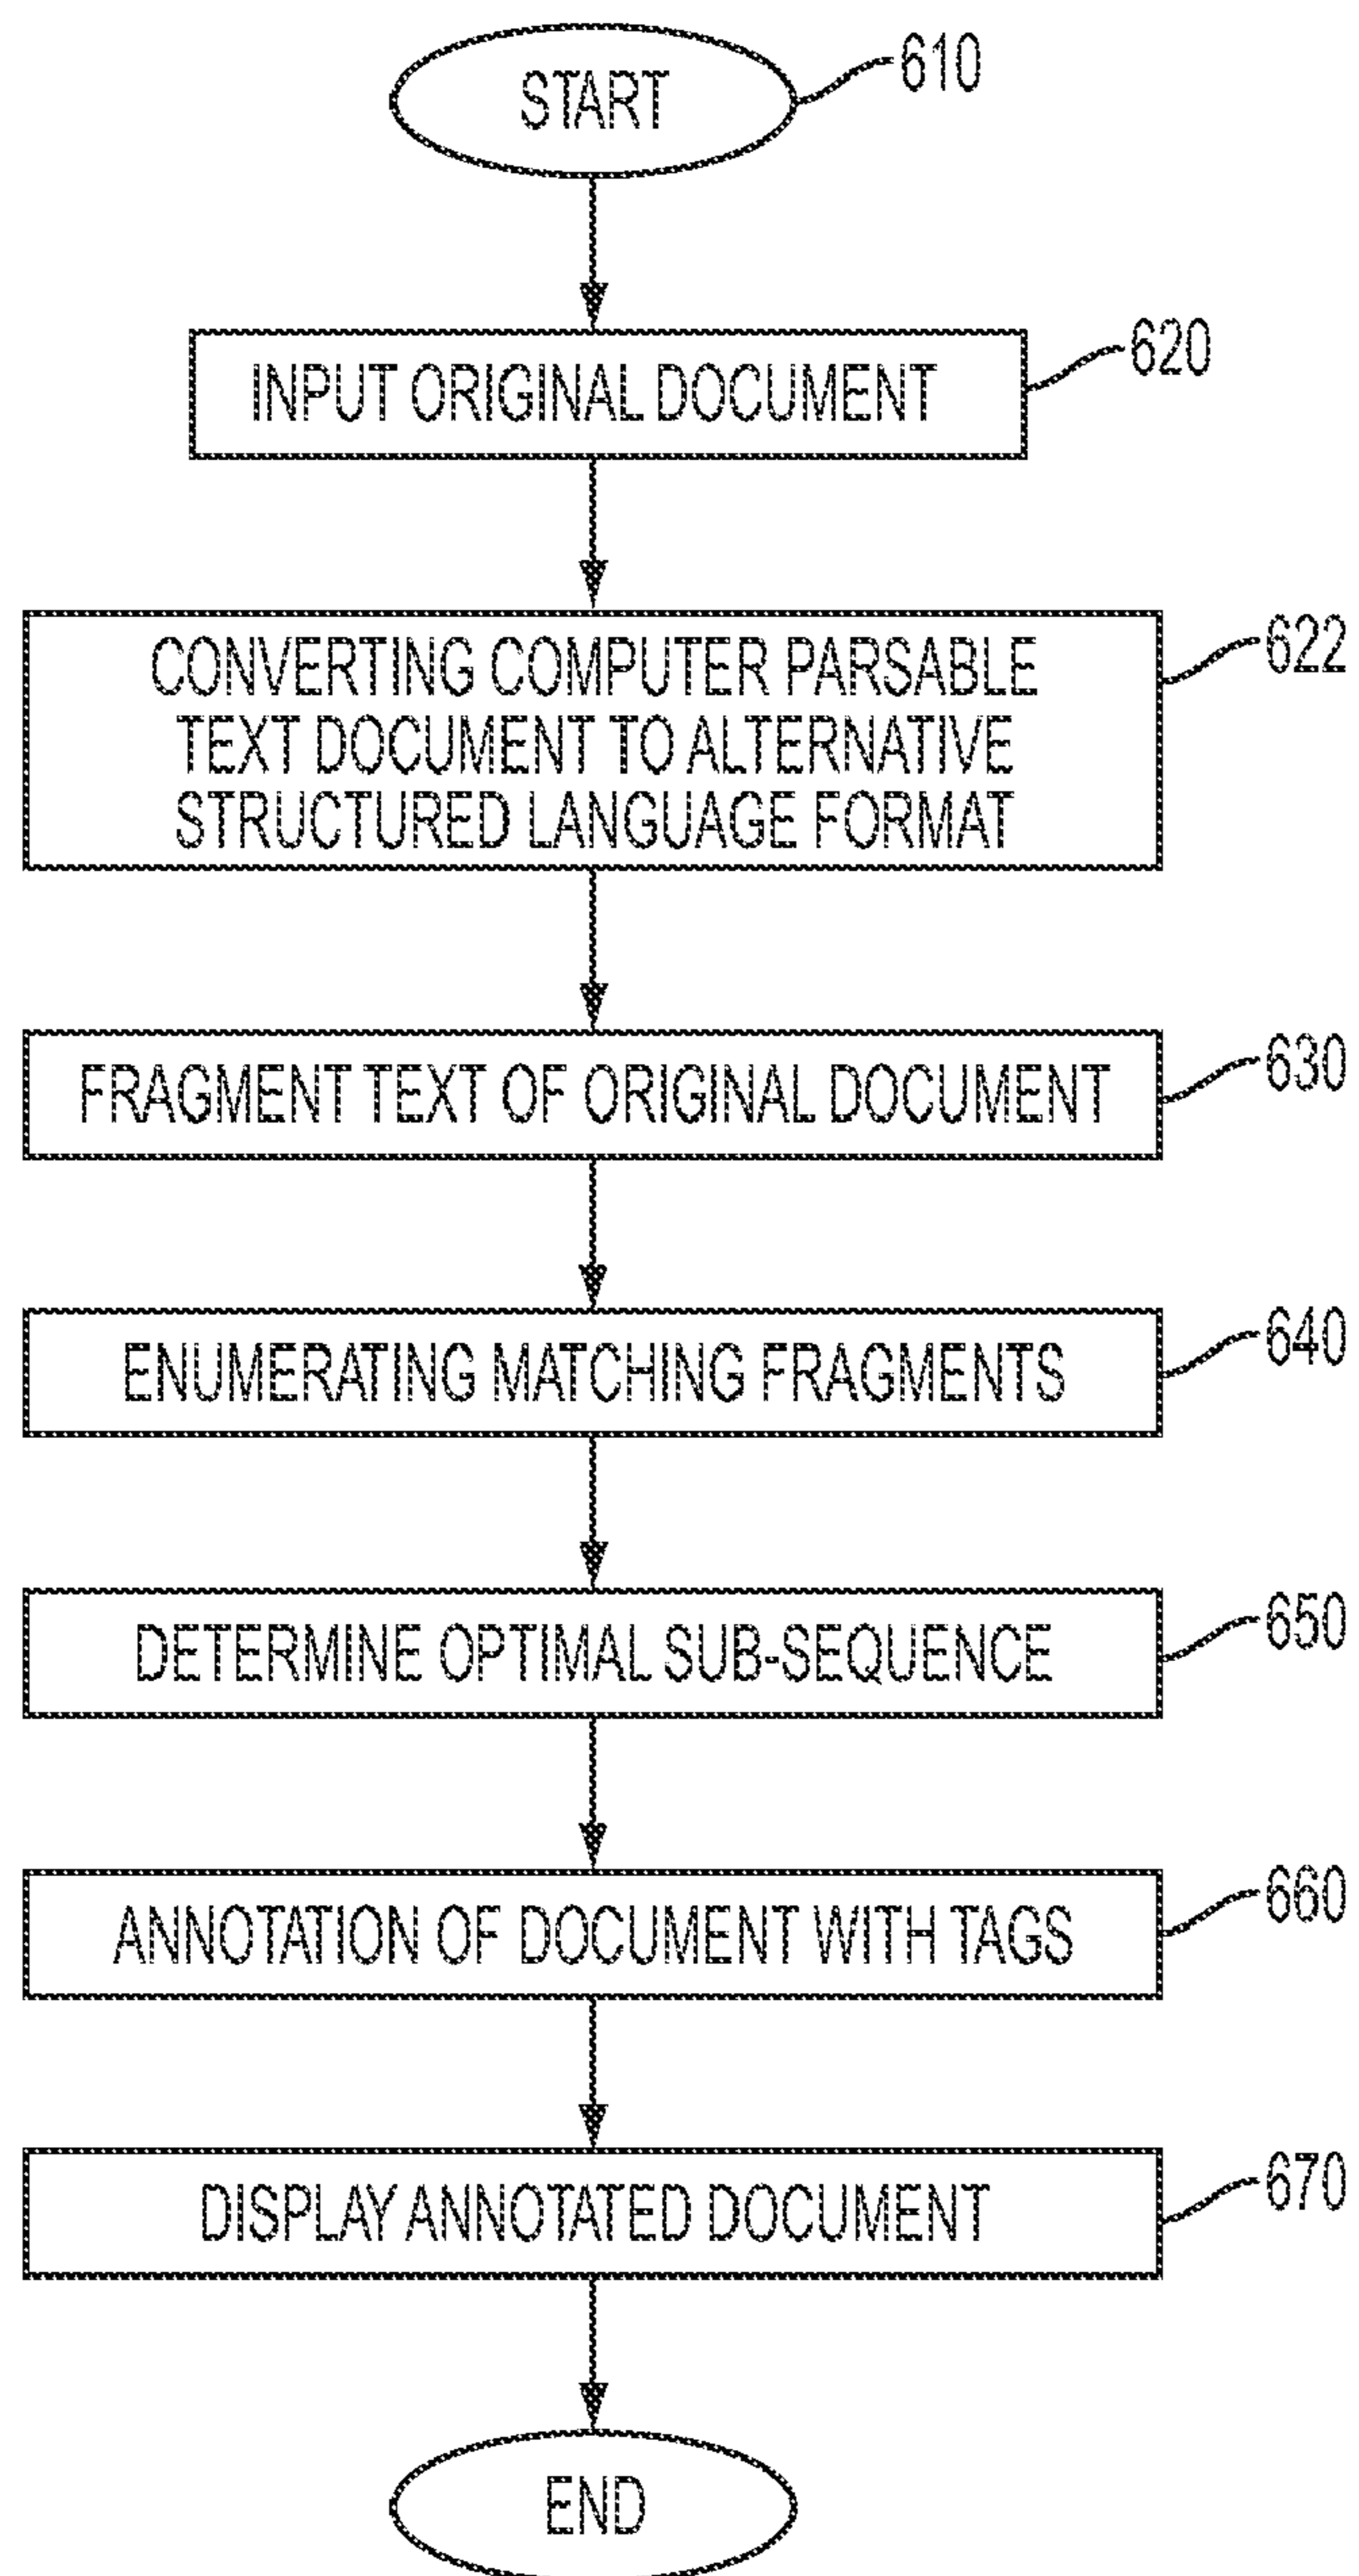 START
610
INPUT ORIGINAL DOCUMENT
620
CONVERTING COMPUTER PARSABLE
TEXT DOCUMENT TO ALTERNATIVE
STRUCTURED LANGUAGE FORMAT
622
FRAGMENT TEXT OF ORIGINAL DOCUMENT
630
ENUMERATING MATCHING FRAGMENTS
640
DETERMINE OPTIMAL SUB-SEQUENCE
650
ANNOTATION OF DOCUMENT WITH TAGS
660
DISPLAY ANNOTATED DOCUMENT
670
END